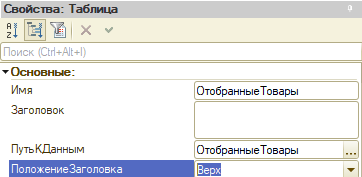 Свойства: Таблица
Поиск (Ctrl+Alt+I)
Основные:
Имя ОтобранныеТовары
Заголовок
ПутьКДанным ОтобранныеТовары ...
ПоложениеЗаголовка Верх